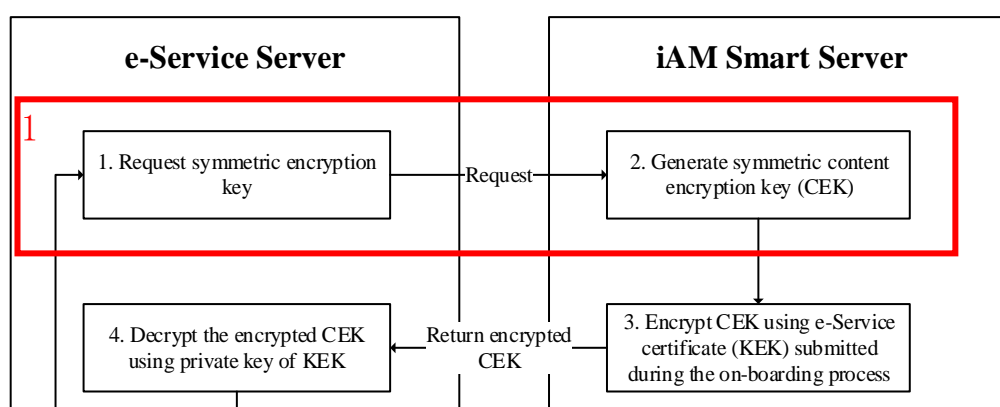 e-Service Server
iAM Smart Server
1
1. Request symmetric encryption
key
Request
2. Generate symmetric content
encryption key (CEK)
4. Decrypt the encrypted CEK
using private key of KEK
Return encrypted
CEK
3. Encrypt CEK using e-Service
certificate (KEK) submitted
during the on-boarding process